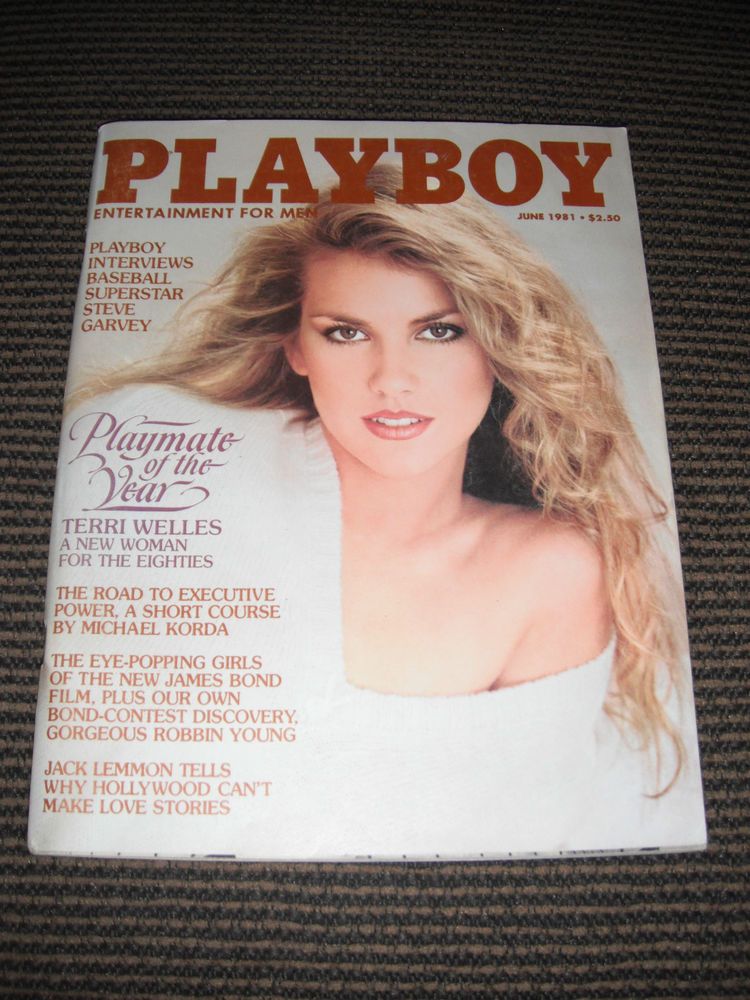 PLAYBOY
ENTERTAINMENT FOR MEN
JUNE 1981 • $2.50
PLAYBOY
INTERVIEWS
BASEBALL
SUPERSTAR
STEVE
GARVEY
Playmate
of the
Year
TERRI WELLES
A NEW WOMAN
FOR THE EIGHTIES
THE ROAD TO EXECUTIVE
POWER, A SHORT COURSE
BY MICHAEL KORDA
THE EYE-POPPING GIRLS
OF THE NEW JAMES BOND
FILM, PLUS OUR OWN
BOND-CONTEST DISCOVERY,
GORGEOUS ROBBIN YOUNG
JACK LEMMON TELLS
WHY HOLLYWOOD CAN'T
MAKE LOVE STORIES